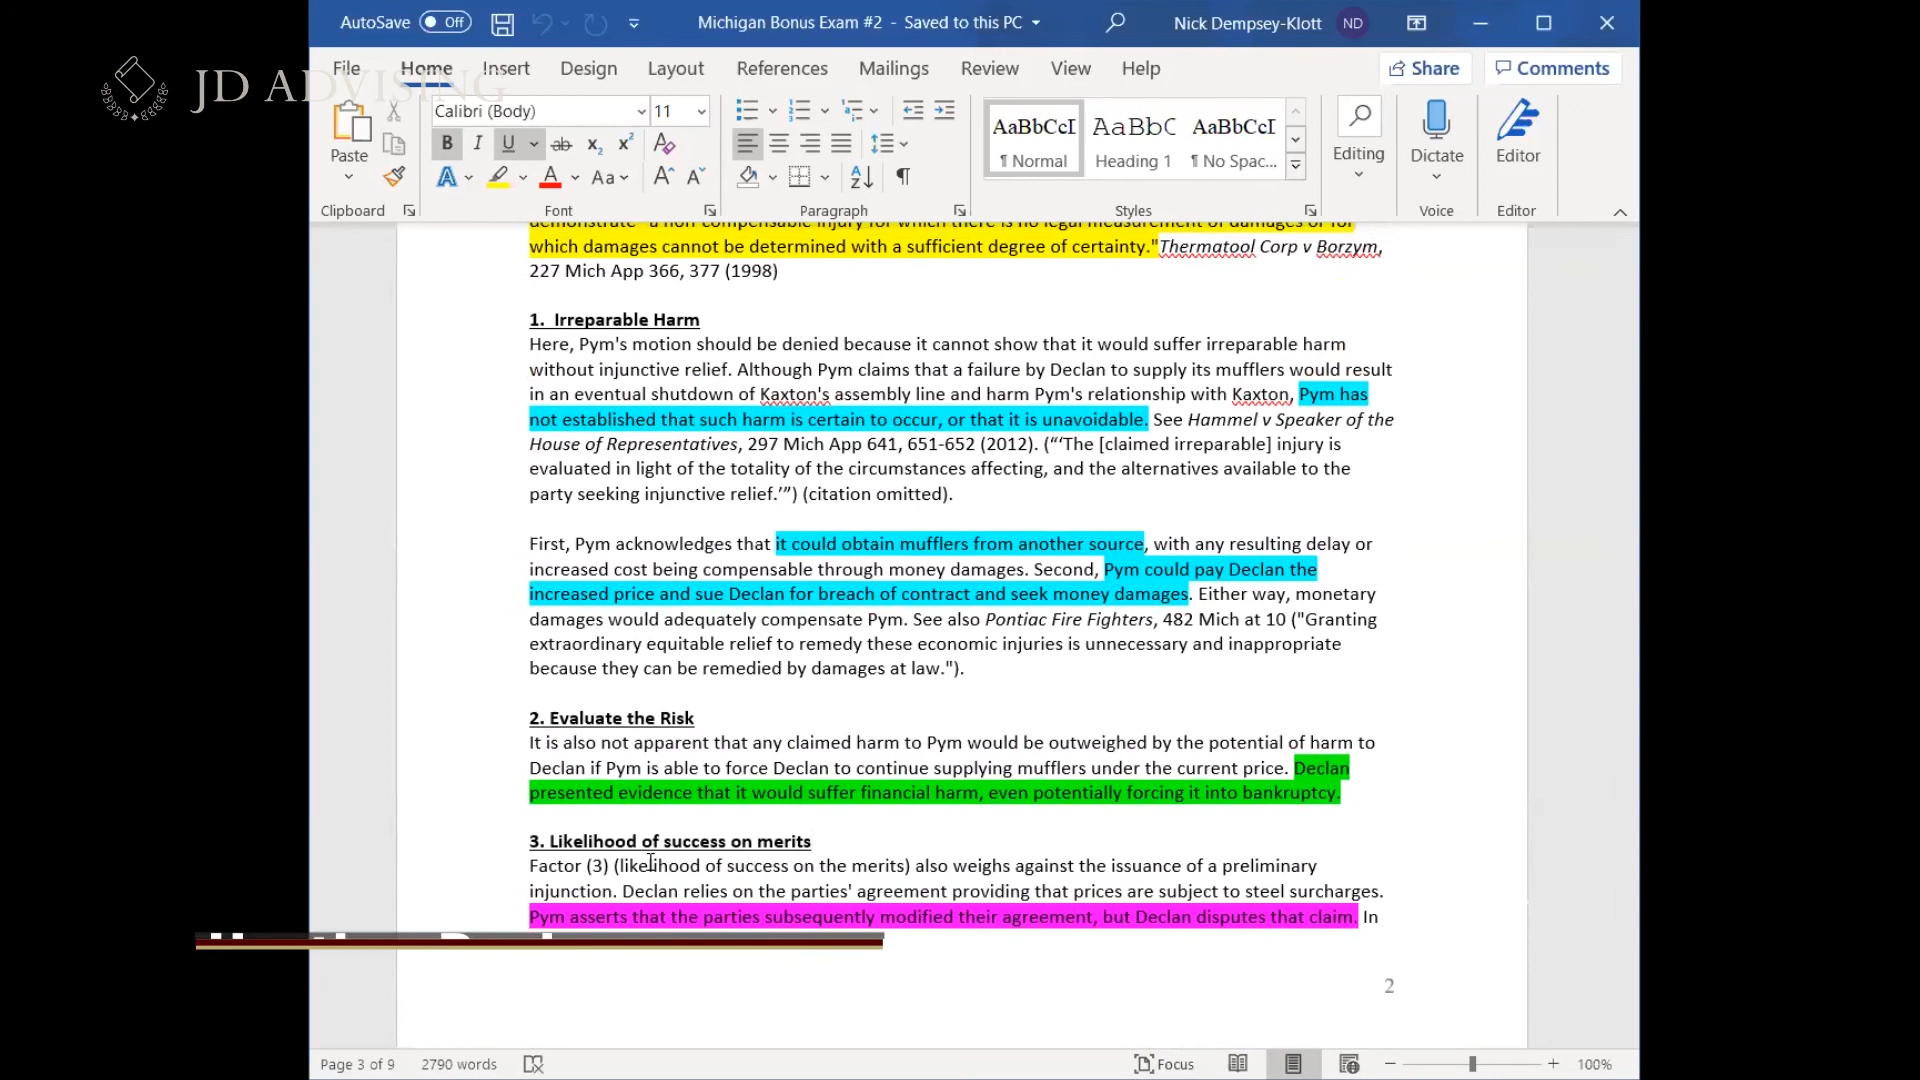 AutoSave Off Michigan Bonus Exam #2 - Saved to this PC Nick Dempsey-Klott ND
JD ADVISING
File Home Insert Design Layout References Mailings Review View Help Share Comments
Calibri (Body) 11
AaBbCcI AaBbC AaBbCcI
¶ Normal Heading 1 ¶ No Spac...
Paste Editing Dictate Editor
Clipboard Font Paragraph Styles Voice Editor
demonstrate "a non-compensable injury for which there is no legal measurement of damages or for
which damages cannot be determined with a sufficient degree of certainty."Thermatool Corp v Borzym,
227 Mich App 366, 377 (1998)
1. Irreparable Harm
Here, Pym's motion should be denied because it cannot show that it would suffer irreparable harm
without injunctive relief. Although Pym claims that a failure by Declan to supply its mufflers would result
in an eventual shutdown of Kaxton's assembly line and harm Pym's relationship with Kaxton, Pym has
not established that such harm is certain to occur, or that it is unavoidable. See Hammel v Speaker of the
House of Representatives, 297 Mich App 641, 651-652 (2012). (“‘The [claimed irreparable] injury is
evaluated in light of the totality of the circumstances affecting, and the alternatives available to the
party seeking injunctive relief.’”) (citation omitted).
First, Pym acknowledges that it could obtain mufflers from another source, with any resulting delay or
increased cost being compensable through money damages. Second, Pym could pay Declan the
increased price and sue Declan for breach of contract and seek money damages. Either way, monetary
damages would adequately compensate Pym. See also Pontiac Fire Fighters, 482 Mich at 10 ("Granting
extraordinary equitable relief to remedy these economic injuries is unnecessary and inappropriate
because they can be remedied by damages at law.").
2. Evaluate the Risk
It is also not apparent that any claimed harm to Pym would be outweighed by the potential of harm to
Declan if Pym is able to force Declan to continue supplying mufflers under the current price. Declan
presented evidence that it would suffer financial harm, even potentially forcing it into bankruptcy.
3. Likelihood of success on merits
Factor (3) (likelihood of success on the merits) also weighs against the issuance of a preliminary
injunction. Declan relies on the parties' agreement providing that prices are subject to steel surcharges.
Pym asserts that the parties subsequently modified their agreement, but Declan disputes that claim. In
2
Page 3 of 9 2790 words Focus 100%